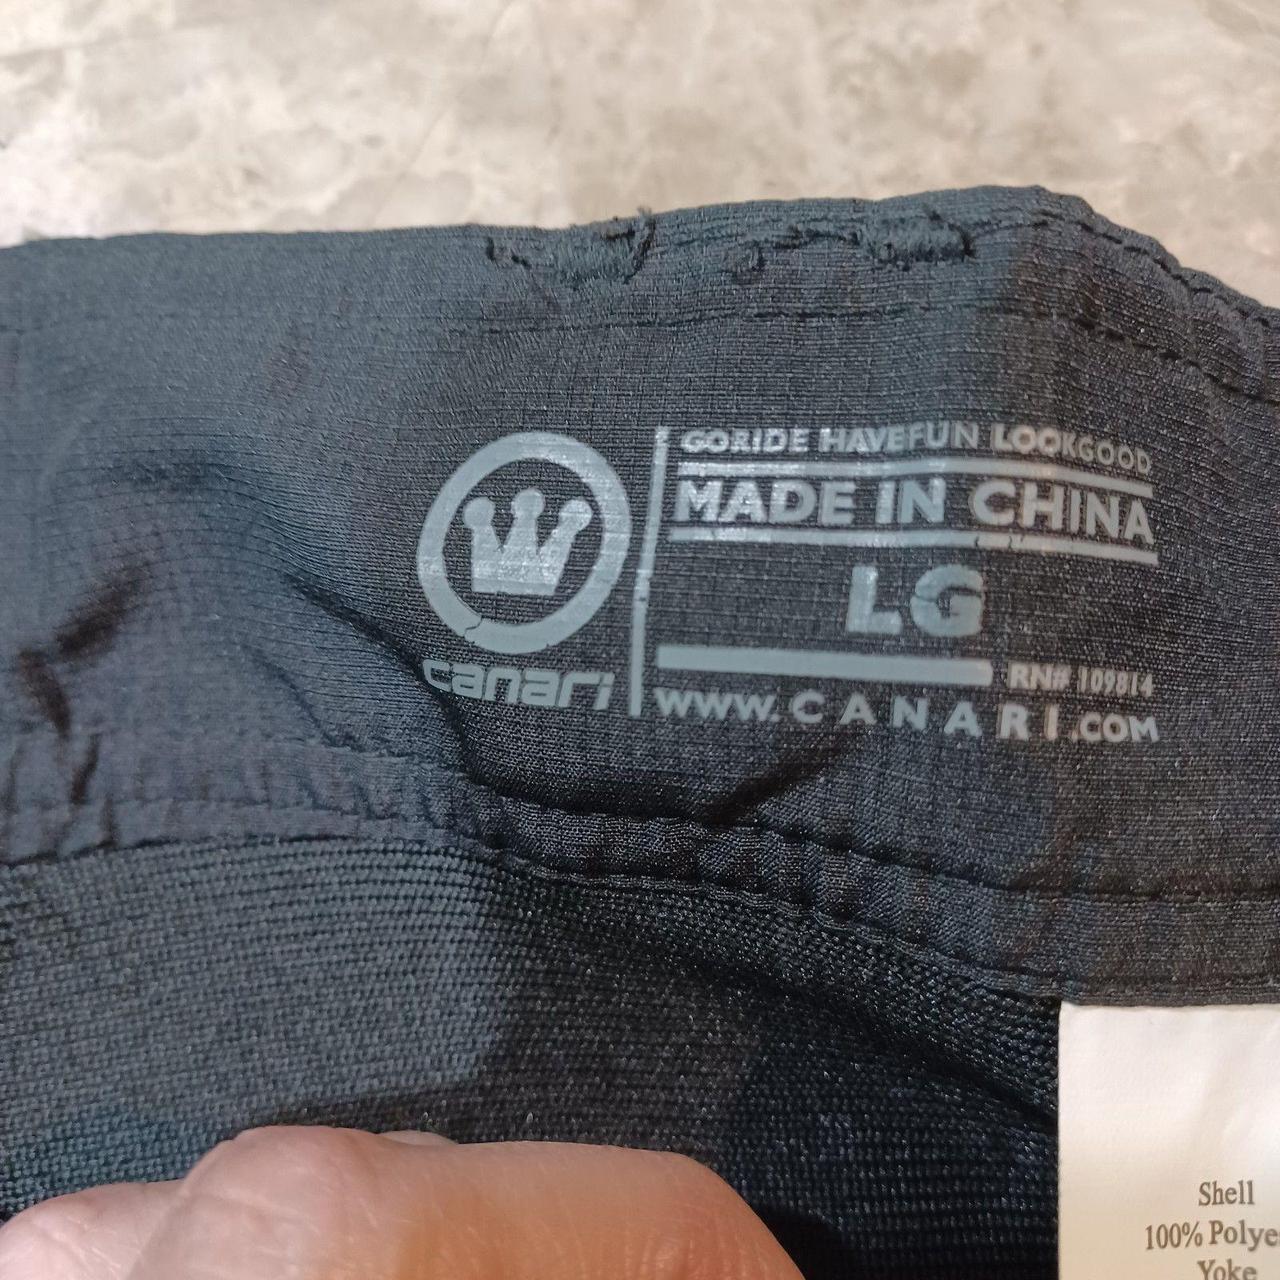 GORIDE HAVEFUN LOOKGOOD
MADE IN CHINA
LG
RN# 109814
canari
WWW.CANARI.COM
Shell
100% Polye
Yoke